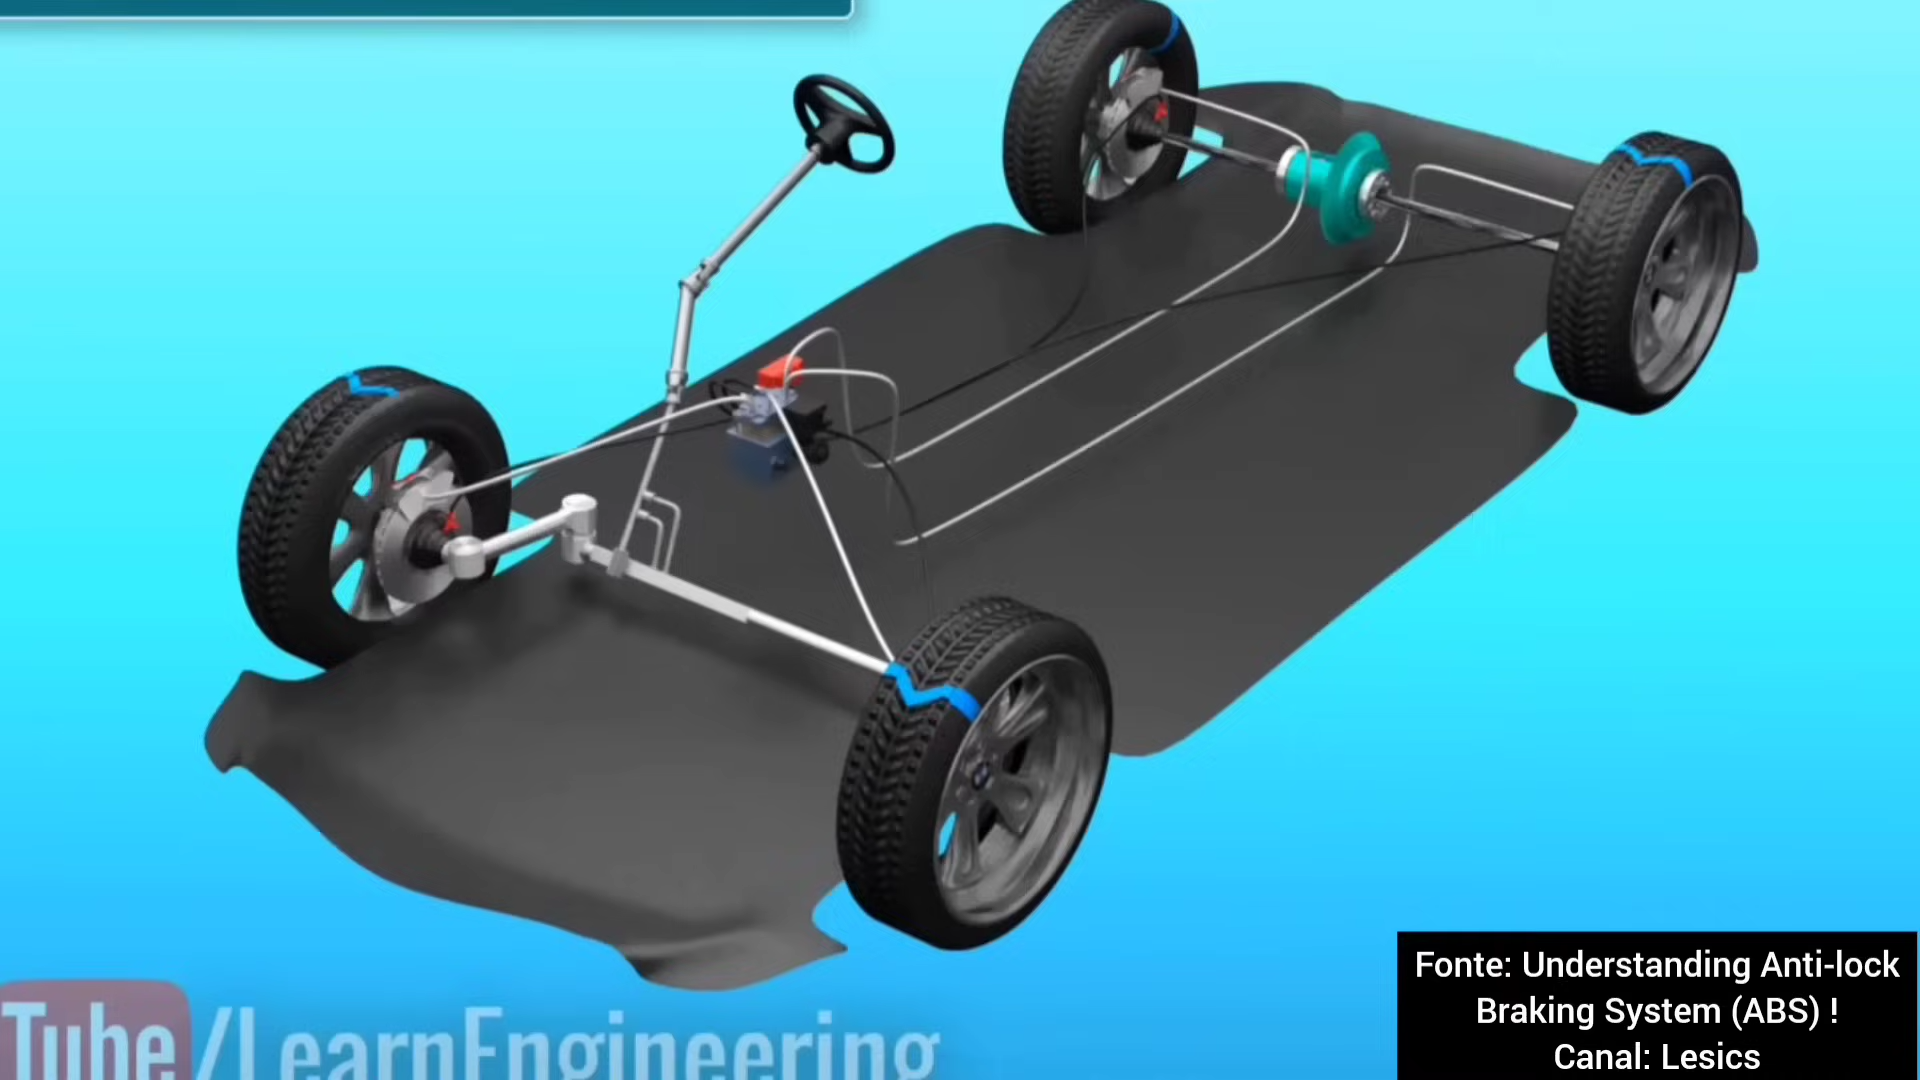 Tube/LearnEngineering
Fonte: Understanding Anti-lock
Braking System (ABS) !
Canal: Lesics